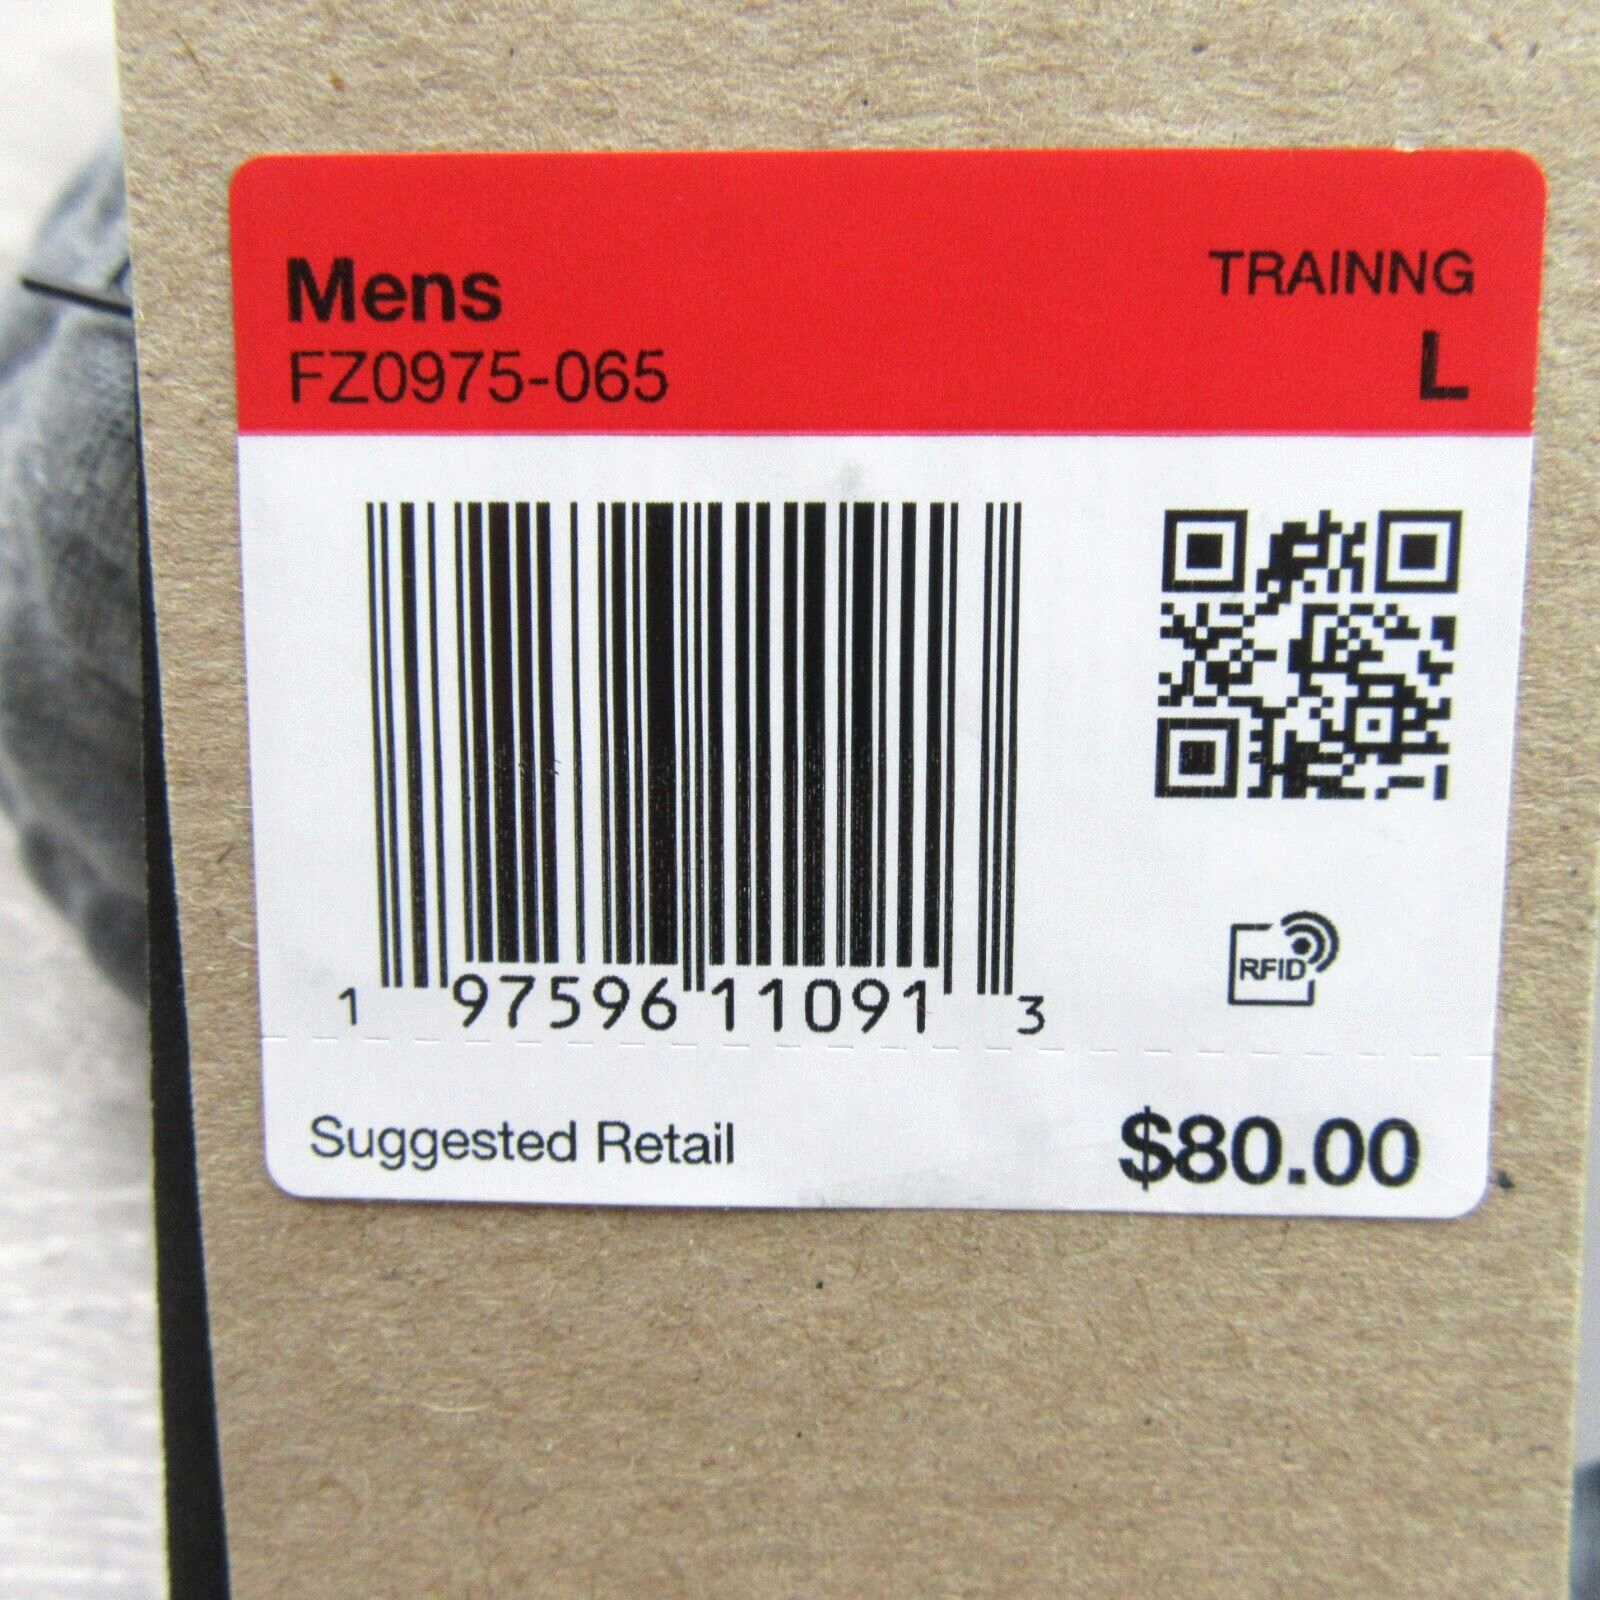 Mens
TRAINNG
FZ0975-065
L
RFID
1 97596 11091 3
Suggested Retail
$80.00